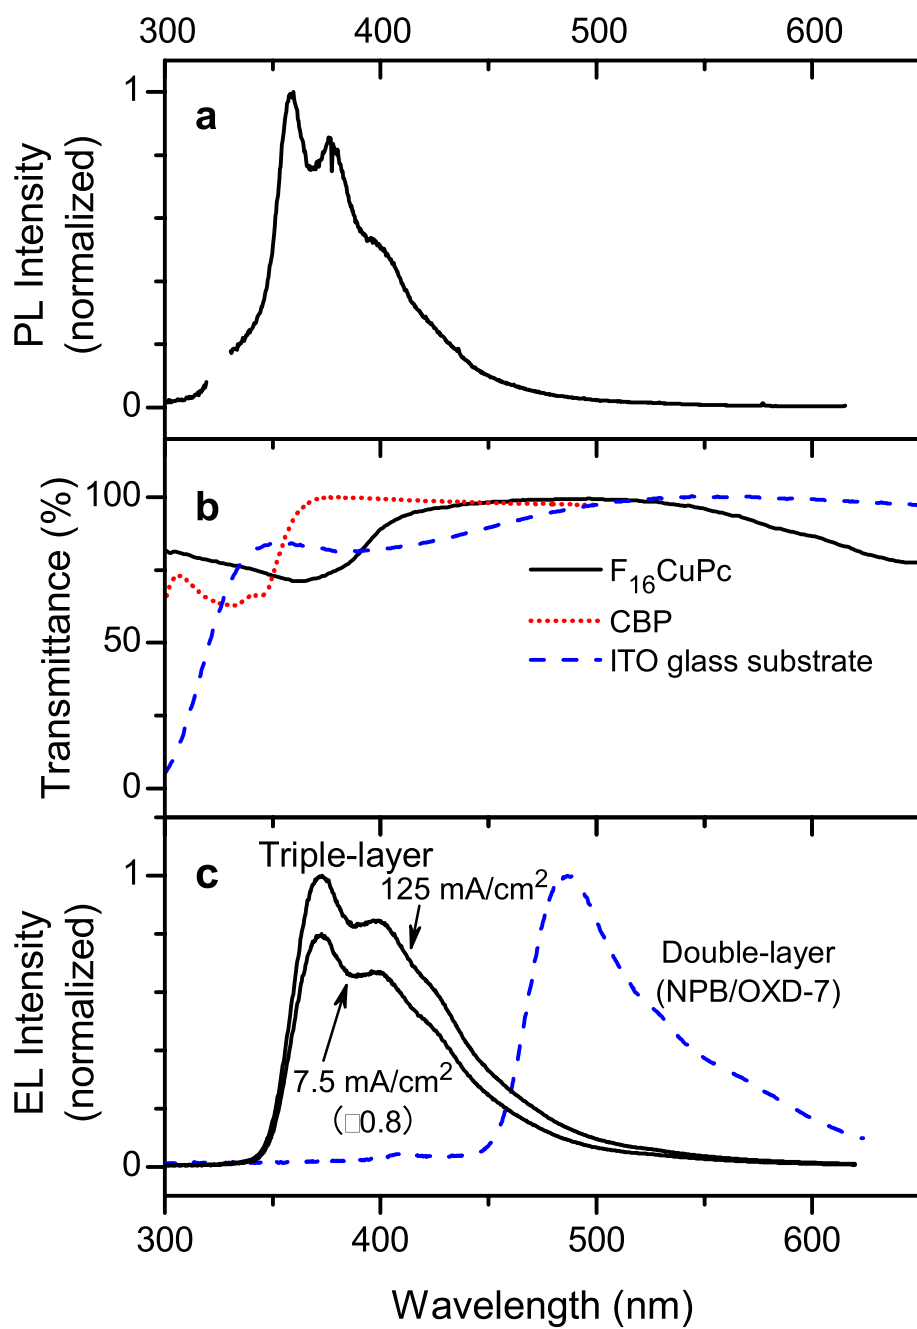 300 400 500 600
1
a
PL Intensity
(normalized)
0
100
b
Transmittance (%)
F16CuPc
CBP
50
ITO glass substrate
0
Triple-layer
1
c
125 mA/cm2
EL Intensity
(normalized)
Double-layer
(NPB/OXD-7)
7.5 mA/cm2
(□0.8)
0
300 400 500 600
Wavelength (nm)